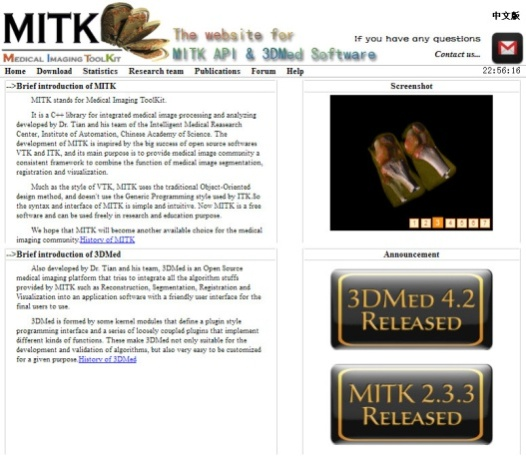 MITK
MEDICAL IMAGING TOOLKIT
The website for
MITK API & 3DMed Software
中文版
If you have any questions
Contact us...
Home Download Statistics Research team Publications Forum Help 22:56:16
-->Brief introduction of MITK
MITK stands for Medical Imaging ToolKit.
It is a C++ library for integrated medical image processing and analyzing
developed by Dr. Tian and his team of the Intelligent Medical Reasearch
Center, Institute of Automation, Chinese Academy of Science. The
development of MITK is inspired by the big success of open source softwares
VTK and ITK, and its main purpose is to provide medical image community a
consistent framework to combine the function of medical image segmentation,
registration and visualization.
Much as the style of VTK, MITK uses the traditional Object-Oriented
design method, and doesn't use the Generic Programming style used by ITK.So
the syntax and interface of MITK is simple and intuitive. Now MITK is a free
software and can be used freely in research and education purpose.
We hope that MITK will become another available choice for the medical
imaging community.History of MITK
Screenshot
1 2 3 4 5 6 7
-->Brief introduction of 3DMed
Also developed by Dr. Tian and his team, 3DMed is an Open Source
medical imaging platform that tries to integrate all the algorithm stuffs
provided by MITK such as Reconstruction, Segmentation, Registration and
Visualization into an application software with a friendly user interface for the
final users to use.
3DMed is formed by some kernel modules that define a plugin style
programming interface and a series of loosely coupled plugins that implement
different kinds of functions. These make 3DMed not only suitable for the
development and validation of algorithms, but also very easy to be customized
for a given purpose.History of 3DMed
Announcement
3DMED 4.2
RELEASED
MITK 2.3.3
RELEASED